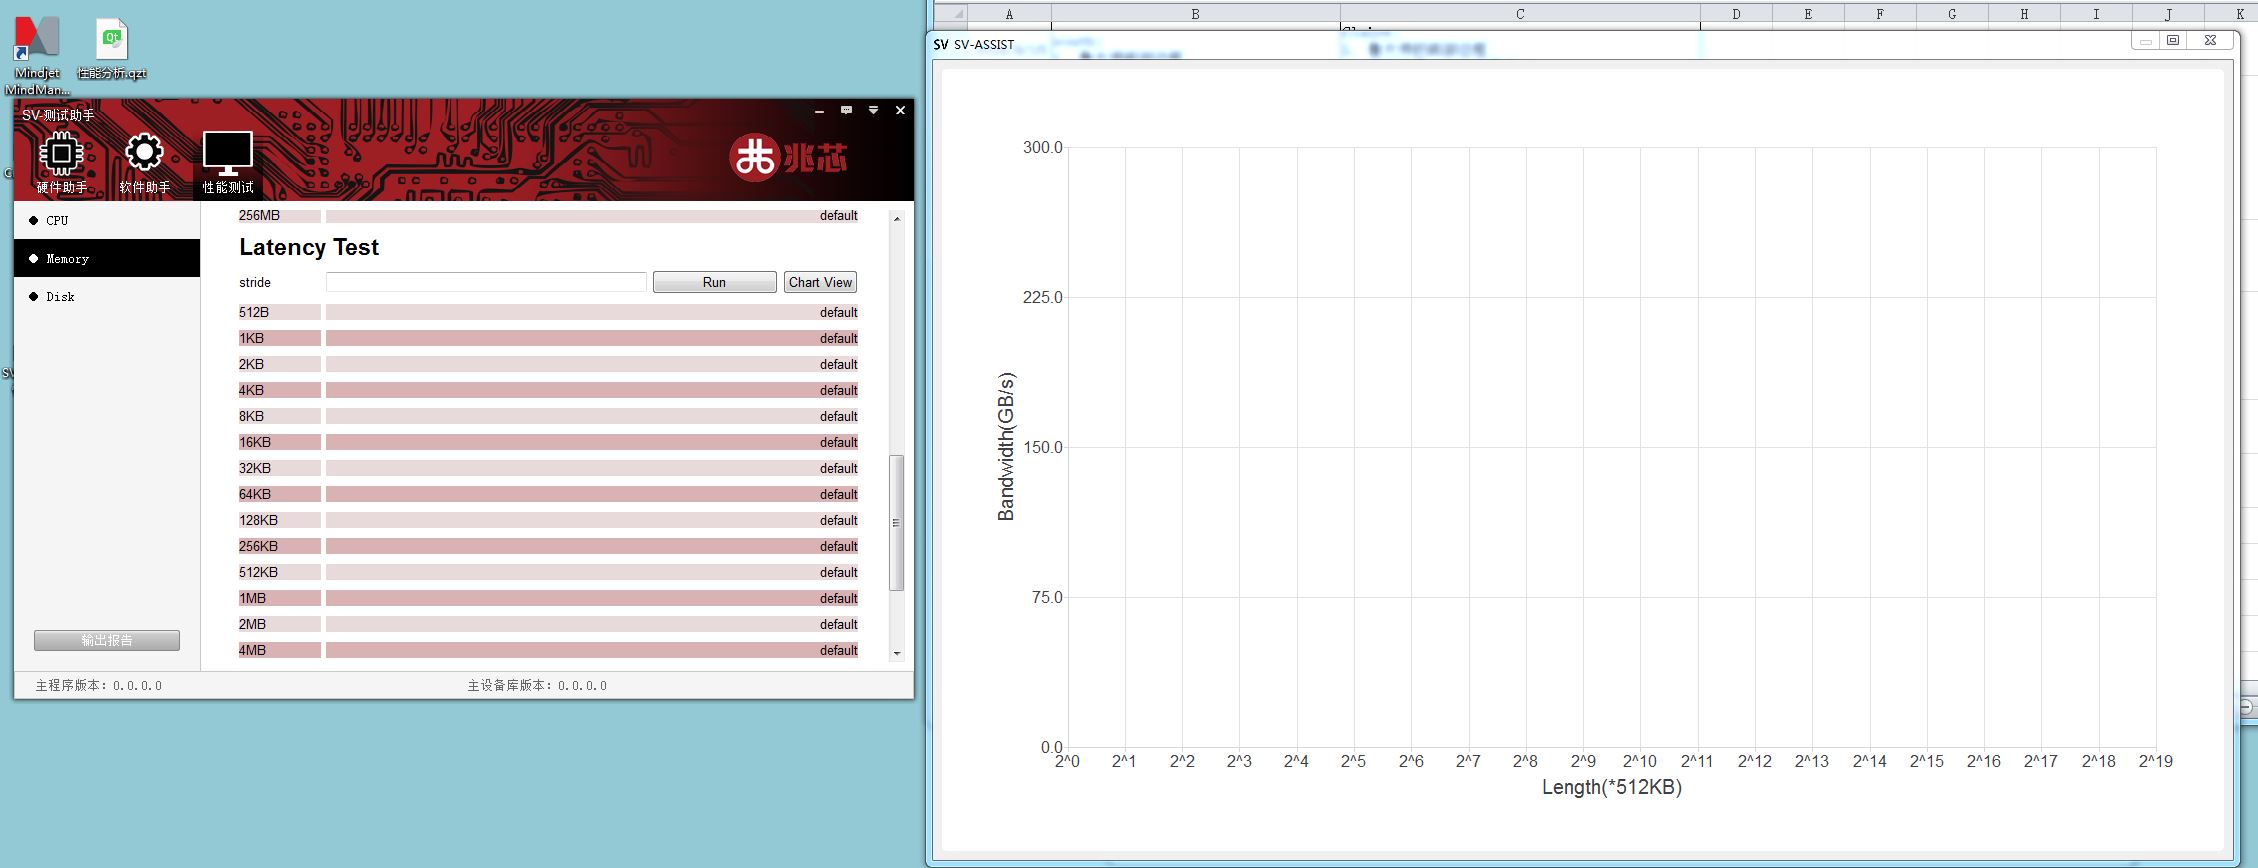 Mindjet
MindMan...
性能分析.qzt
SV-测试助手
硬件助手
软件助手
性能测试
兆芯
CPU
Memory
Disk
输出报告
256MB default
Latency Test
stride Run Chart View
512B default
1KB default
2KB default
4KB default
8KB default
16KB default
32KB default
64KB default
128KB default
256KB default
512KB default
1MB default
2MB default
4MB default
主程序版本: 0.0.0.0
主设备库版本: 0.0.0.0
A B C D E F G H I J K
SV SV-ASSIST
300.0
225.0
150.0
75.0
0.0
Bandwidth(GB/s)
2^0 2^1 2^2 2^3 2^4 2^5 2^6 2^7 2^8 2^9 2^10 2^11 2^12 2^13 2^14 2^15 2^16 2^17 2^18 2^19
Length(*512KB)